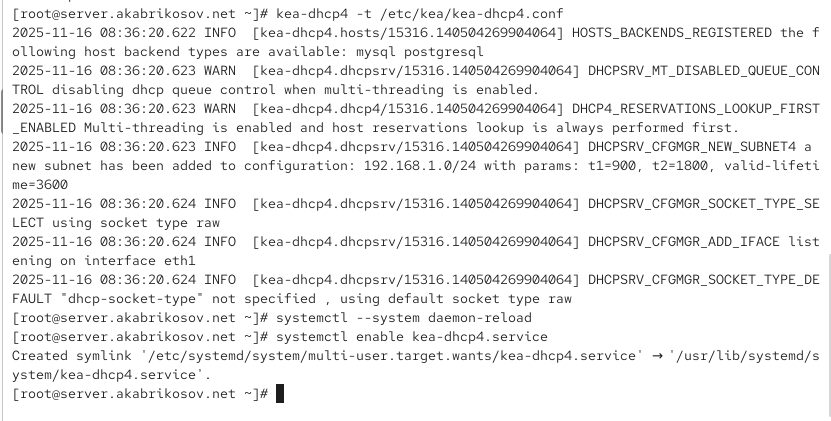 [root@server.akabrikosov.net ~]# kea-dhcp4 -t /etc/kea/kea-dhcp4.conf
2025-11-16 08:36:20.622 INFO  [kea-dhcp4.hosts/15316.140504269904064] HOSTS_BACKENDS_REGISTERED the f
ollowing host backend types are available: mysql postgresql
2025-11-16 08:36:20.623 WARN  [kea-dhcp4.dhcpsrv/15316.140504269904064] DHCPSRV_MT_DISABLED_QUEUE_CON
TROL disabling dhcp queue control when multi-threading is enabled.
2025-11-16 08:36:20.623 WARN  [kea-dhcp4.dhcp4/15316.140504269904064] DHCP4_RESERVATIONS_LOOKUP_FIRST
_ENABLED Multi-threading is enabled and host reservations lookup is always performed first.
2025-11-16 08:36:20.623 INFO  [kea-dhcp4.dhcpsrv/15316.140504269904064] DHCPSRV_CFGMGR_NEW_SUBNET4 a
new subnet has been added to configuration: 192.168.1.0/24 with params: t1=900, t2=1800, valid-lifeti
me=3600
2025-11-16 08:36:20.624 INFO  [kea-dhcp4.dhcpsrv/15316.140504269904064] DHCPSRV_CFGMGR_SOCKET_TYPE_SE
LECT using socket type raw
2025-11-16 08:36:20.624 INFO  [kea-dhcp4.dhcpsrv/15316.140504269904064] DHCPSRV_CFGMGR_ADD_IFACE list
ening on interface eth1
2025-11-16 08:36:20.624 INFO  [kea-dhcp4.dhcpsrv/15316.140504269904064] DHCPSRV_CFGMGR_SOCKET_TYPE_DE
FAULT "dhcp-socket-type" not specified , using default socket type raw
[root@server.akabrikosov.net ~]# systemctl --system daemon-reload
[root@server.akabrikosov.net ~]# systemctl enable kea-dhcp4.service
Created symlink '/etc/systemd/system/multi-user.target.wants/kea-dhcp4.service' → '/usr/lib/systemd/s
ystem/kea-dhcp4.service'.
[root@server.akabrikosov.net ~]#